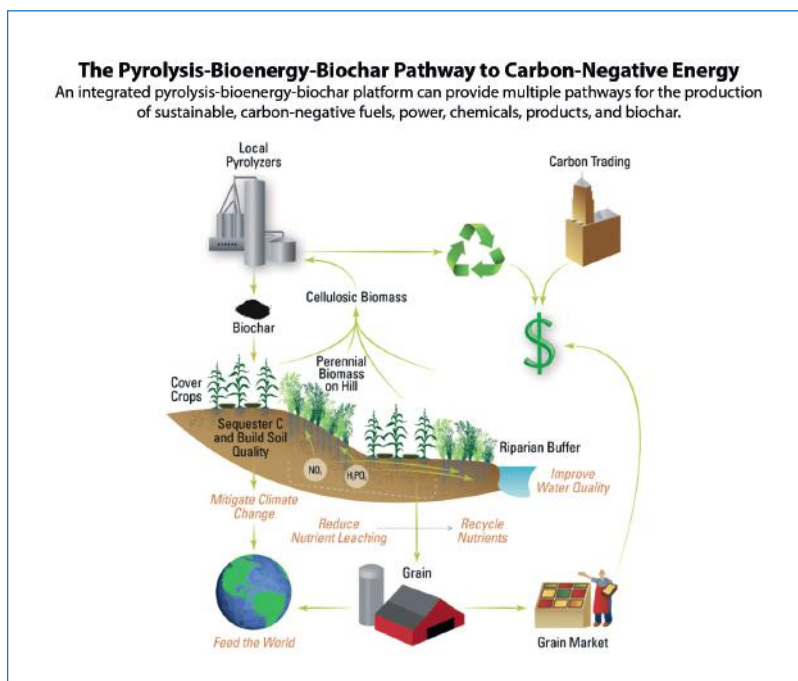 The Pyrolysis-Bioenergy-Biochar Pathway to Carbon-Negative Energy
An integrated pyrolysis-bioenergy-biochar platform can provide multiple pathways for the production
of sustainable, carbon-negative fuels, power, chemicals, products, and biochar.
Local
Pyrolyzers
Carbon Trading
Cellulosic Biomass
Biochar
$
Perennial
Biomass
on Hill
Cover
Crops
Sequester C
and Build Soil
Quality
Riparian Buffer
NO₃
H₂PO₄
Improve
Water Quality
Mitigate Climate
Change
Reduce
Nutrient Leaching
Recycle
Nutrients
Grain
Feed the World
Grain Market